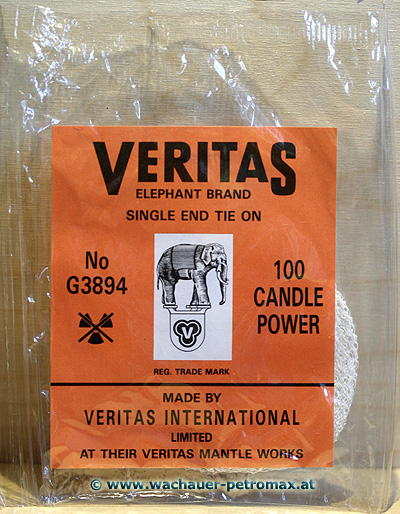 VERITAS
ELEPHANT BRAND
SINGLE END TIE ON
No
G3894
100
CANDLE
POWER
V
REG. TRADE MARK
MADE BY
VERITAS INTERNATIONAL
LIMITED
AT THEIR VERITAS MANTLE WORKS
© www.wachauer-petromax.at